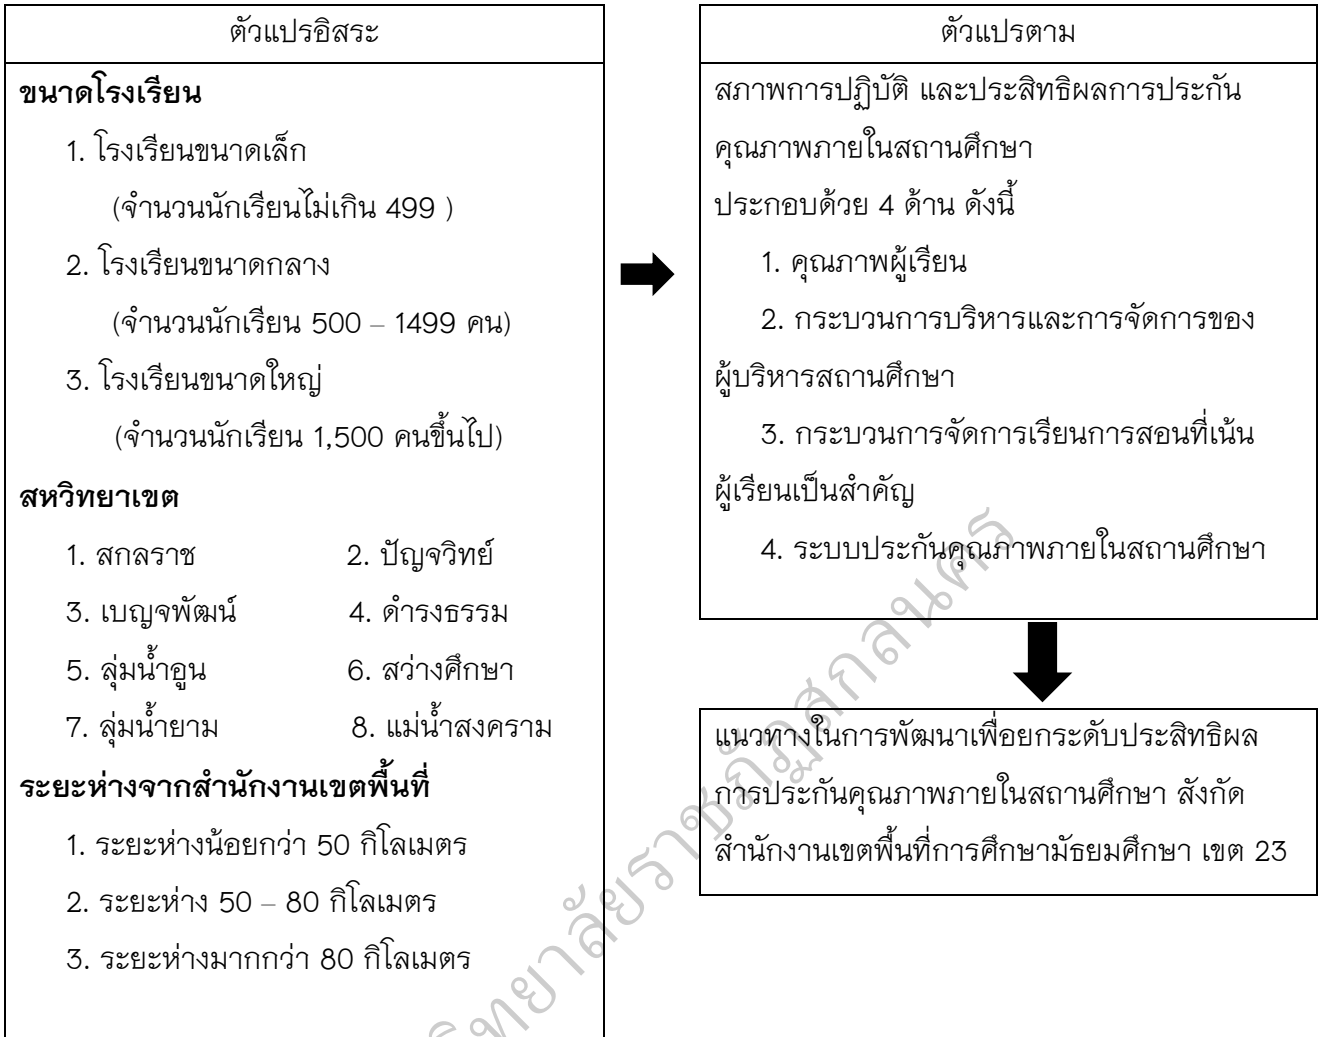 ตัวแปรอิสระ
ขนาดโรงเรียน
1. โรงเรียนขนาดเล็ก
(จำนวนนักเรียนไม่เกิน 499 )
2. โรงเรียนขนาดกลาง
(จำนวนนักเรียน 500 – 1499 คน)
3. โรงเรียนขนาดใหญ่
(จำนวนนักเรียน 1,500 คนขึ้นไป)
สหวิทยาเขต
1. สกลราช 2. ปัญจวิทย์
3. เบญจพัฒน์ 4. ดำรงธรรม
5. ลุ่มน้ำอูน 6. สว่างศึกษา
7. ลุ่มน้ำยาม 8. แม่น้ำสงคราม
ระยะห่างจากสำนักงานเขตพื้นที่
1. ระยะห่างน้อยกว่า 50 กิโลเมตร
2. ระยะห่าง 50 – 80 กิโลเมตร
3. ระยะห่างมากกว่า 80 กิโลเมตร
ตัวแปรตาม
สภาพการปฏิบัติ และประสิทธิผลการประกัน
คุณภาพภายในสถานศึกษา
ประกอบด้วย 4 ด้าน ดังนี้
1. คุณภาพผู้เรียน
2. กระบวนการบริหารและการจัดการของ
ผู้บริหารสถานศึกษา
3. กระบวนการจัดการเรียนการสอนที่เน้น
ผู้เรียนเป็นสำคัญ
4. ระบบประกันคุณภาพภายในสถานศึกษา
แนวทางในการพัฒนาเพื่อยกระดับประสิทธิผล
การประกันคุณภาพภายในสถานศึกษา สังกัด
สำนักงานเขตพื้นที่การศึกษามัธยมศึกษา เขต 23
วิทยาลัยราชภัฏสกลนคร